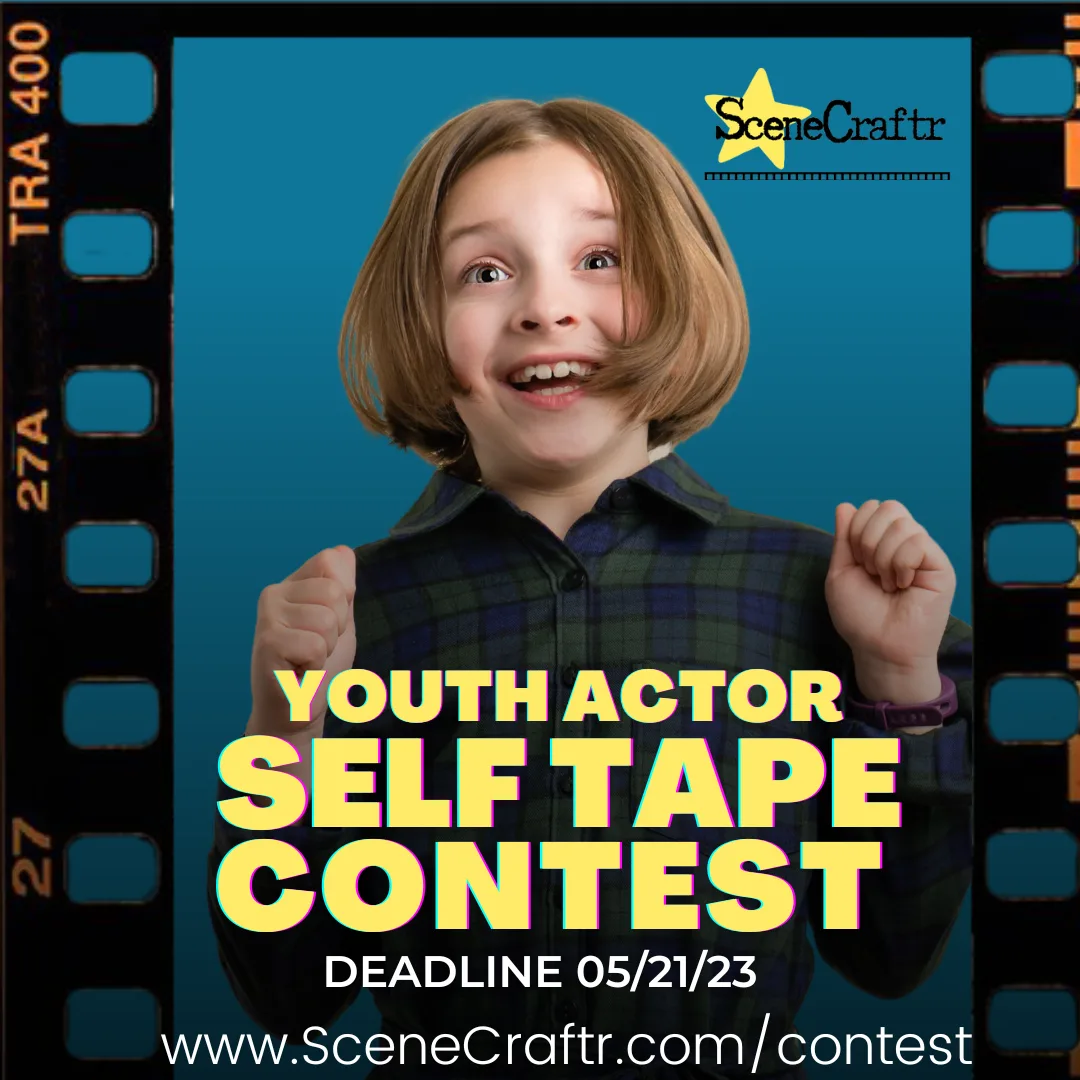 TRA 400
27A
27
SceneCraftr
YOUTH ACTOR
SELF TAPE
CONTEST
DEADLINE 05/21/23
www.SceneCraftr.com/contest